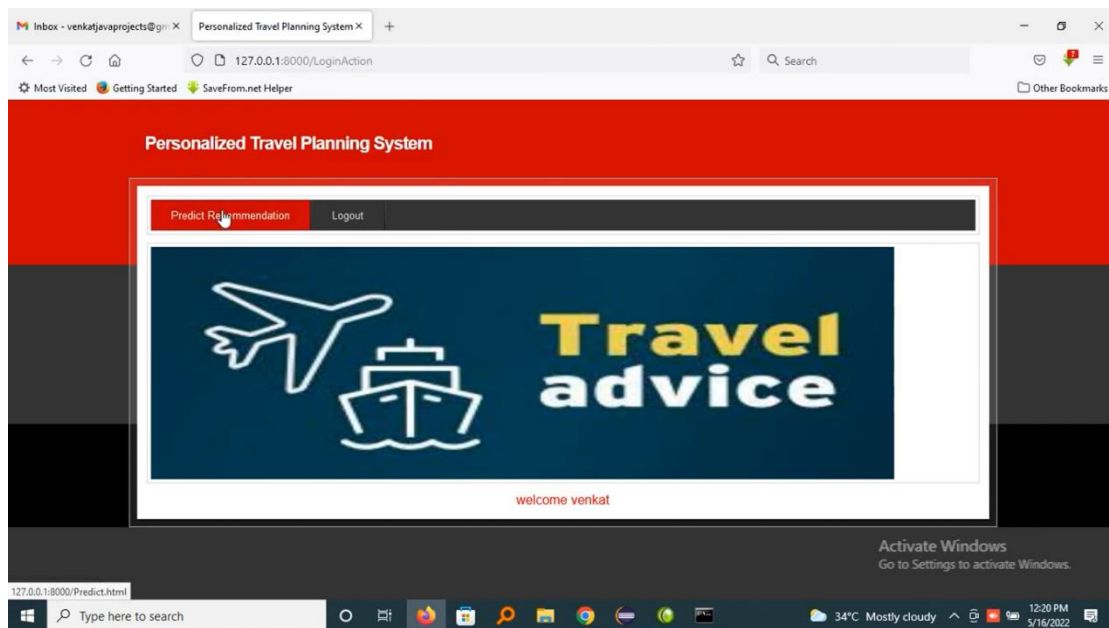 Inbox - venkatjavaprojects@gm
Personalized Travel Planning System
127.0.0.1:8000/LoginAction
Search
Most Visited
Getting Started
SaveFrom.net Helper
Other Bookmarks
Personalized Travel Planning System
Predict Recommendation
Logout
Travel
advice
welcome venkat
Activate Windows
Go to Settings to activate Windows.
127.0.0.1:8000/Predict.html
Type here to search
34°C Mostly cloudy
12:20 PM
5/16/2022